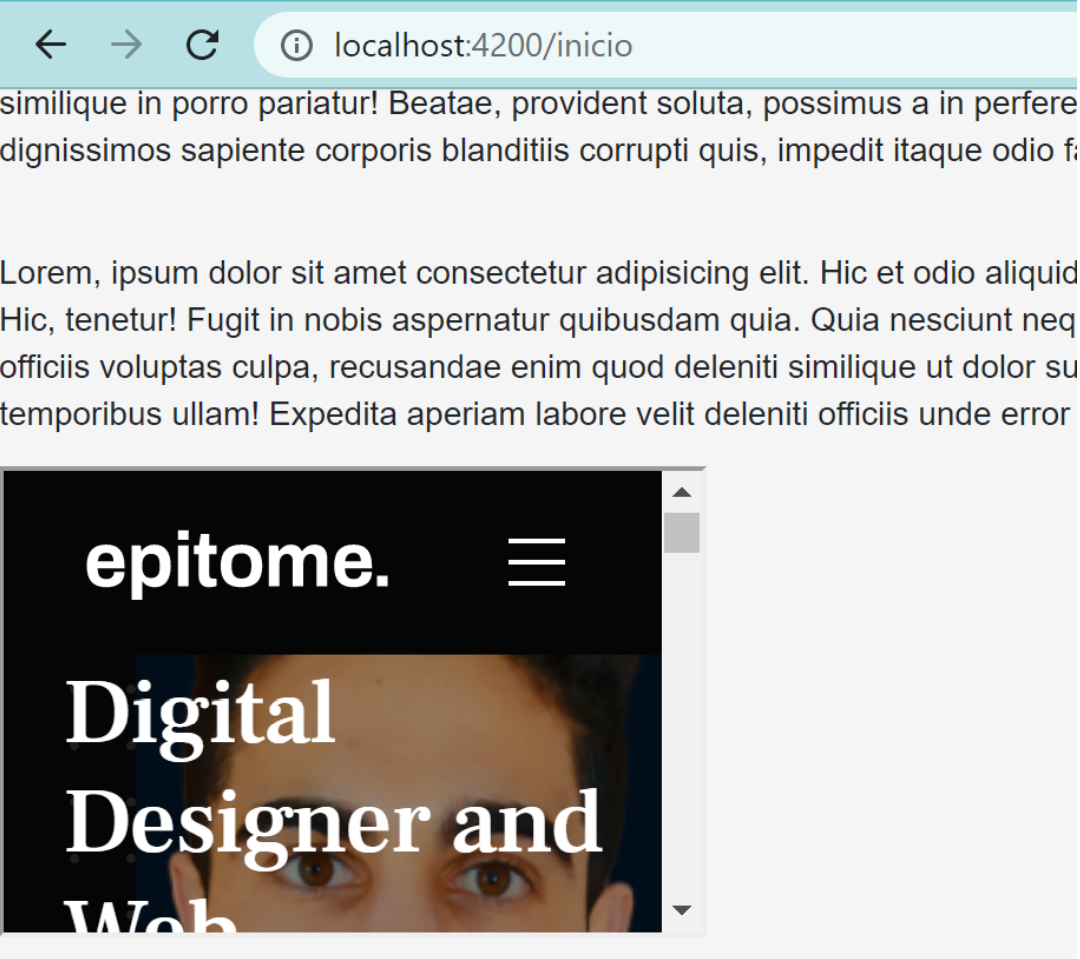 localhost:4200/inicio
similique in porro pariatur! Beatae, provident soluta, possimus a in perfere
dignissimos sapiente corporis blanditiis corrupti quis, impedit itaque odio fa
Lorem, ipsum dolor sit amet consectetur adipisicing elit. Hic et odio aliquid
Hic, tenetur! Fugit in nobis aspernatur quibusdam quia. Quia nesciunt neq
officiis voluptas culpa, recusandae enim quod deleniti similique ut dolor su
temporibus ullam! Expedita aperiam labore velit deleniti officiis unde error
epitome.
Digital
Designer and
Web